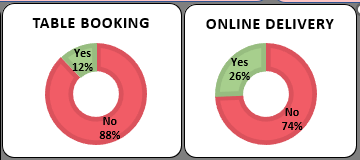 TABLE BOOKING
Yes
12%
No
88%
ONLINE DELIVERY
Yes
26%
No
74%